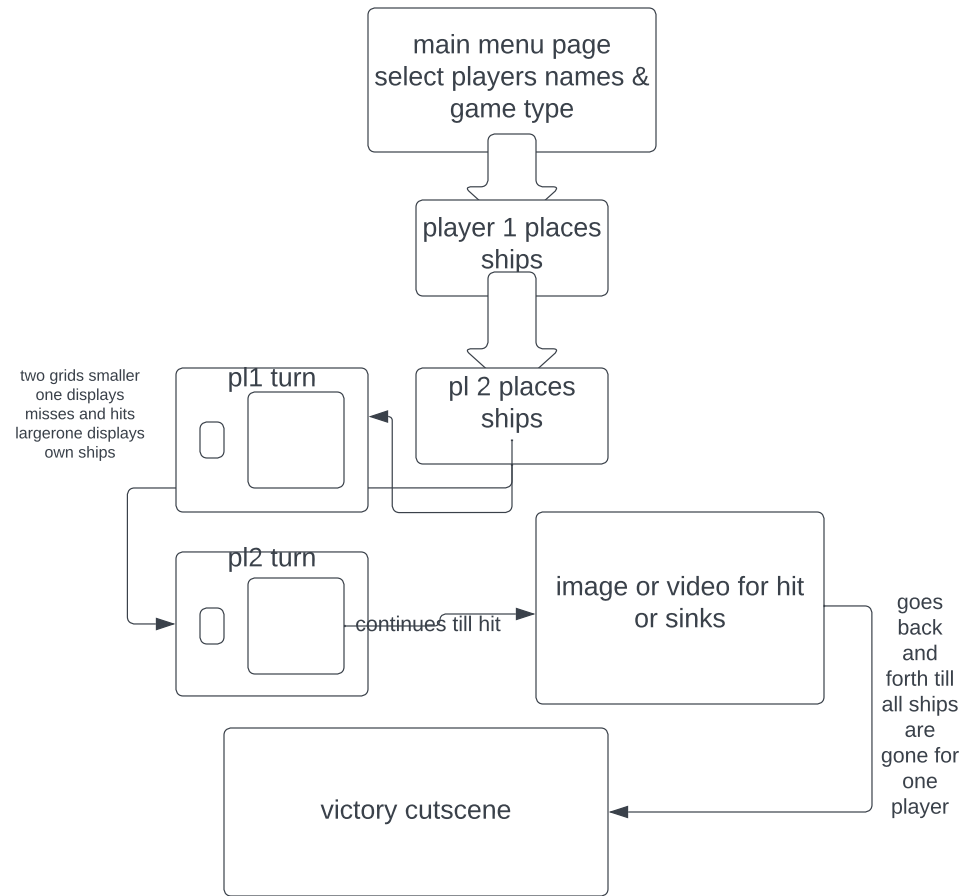 main menu page
select players names &
game type
player 1 places
ships
pl 2 places
ships
two grids smaller
one displays
misses and hits
largerone displays
own ships
pl1 turn
pl2 turn
continues till hit
image or video for hit
or sinks
goes
back
and
forth till
all ships
are
gone for
one
player
victory cutscene